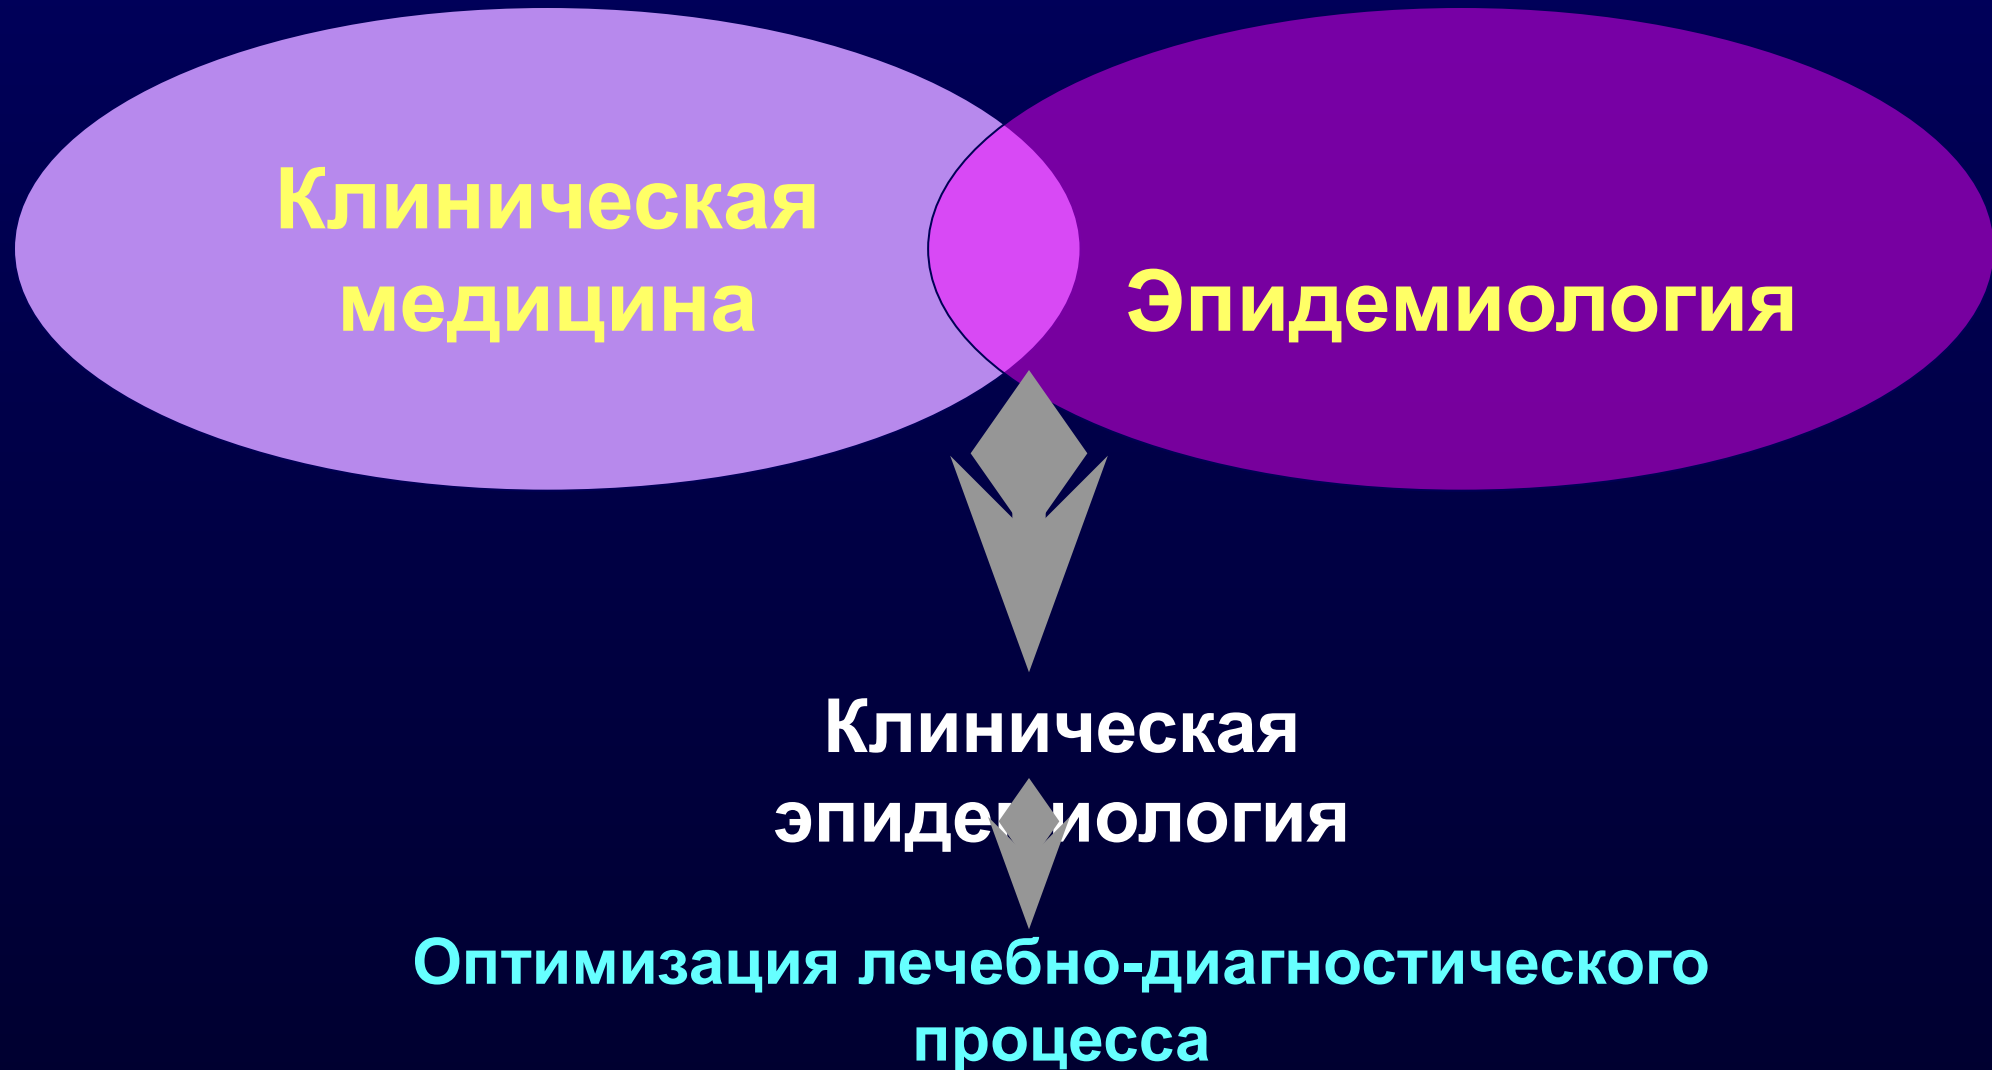 Клиническая
медицина
Эпидемиология
Клиническая
эпидемиология
Оптимизация лечебно-диагностического
процесса